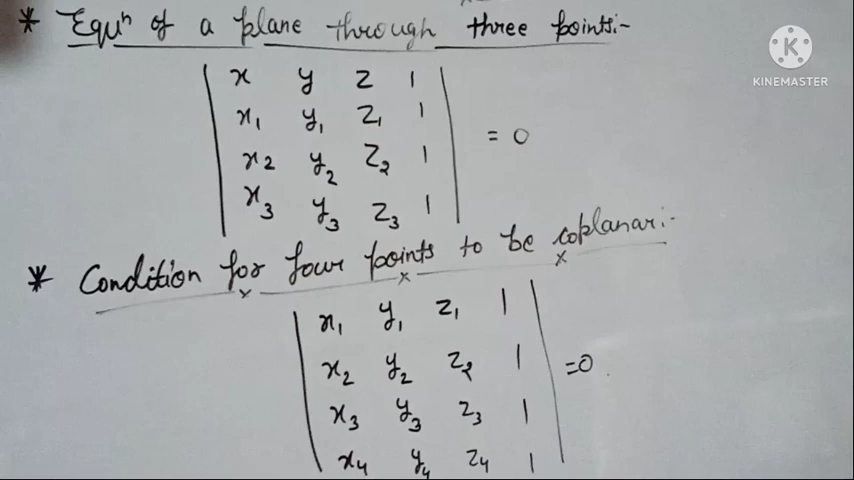 * Equⁿ of a plane through three points:-
K
KINEMASTER
| x y z 1 |
| x₁ y₁ z₁ 1 |
| x₂ y₂ z₂ 1 | = 0
| x₃ y₃ z₃ 1 |
* Condition for four points to be coplanar:-
| x₁ y₁ z₁ 1 |
| x₂ y₂ z₂ 1 | =0
| x₃ y₃ z₃ 1 |
| x₄ y₄ z₄ 1 |